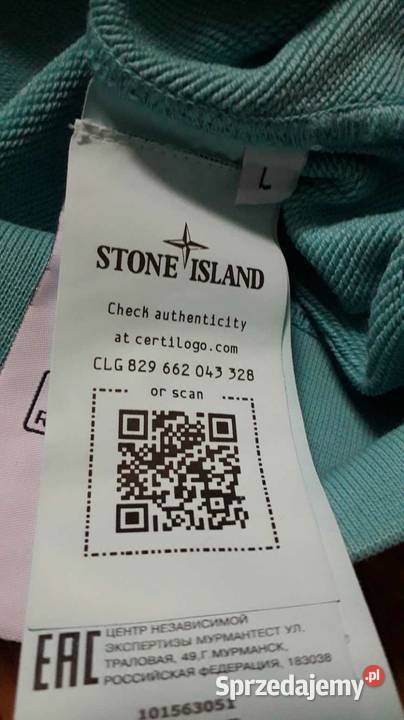 L
STONE ISLAND
Check authenticity
at certilogo.com
CLG 829 662 043 328
or scan
EAC
ЦЕНТР НЕЗАВИСИМОЙ
ЭКСПЕРТИЗЫ МУРМАНТЕСТ УЛ.
ТРАЛОВАЯ, 49,Г.МУРМАНСК,
РОССИЙСКАЯ ФЕДЕРАЦИЯ, 183038
101563051
Sprzedajemy.pl